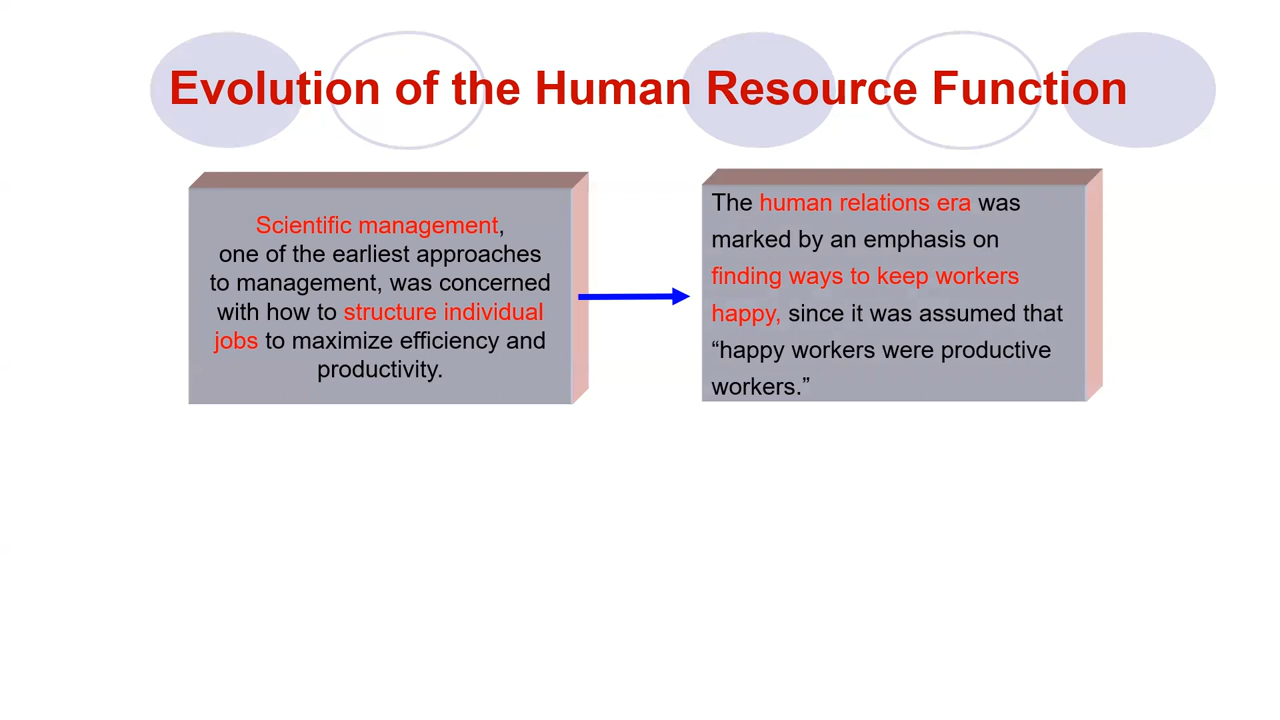 Evolution of the Human Resource Function
Scientific management,
one of the earliest approaches
to management, was concerned
with how to structure individual
jobs to maximize efficiency and
productivity.
The human relations era was
marked by an emphasis on
finding ways to keep workers
happy, since it was assumed that
“happy workers were productive
workers.”